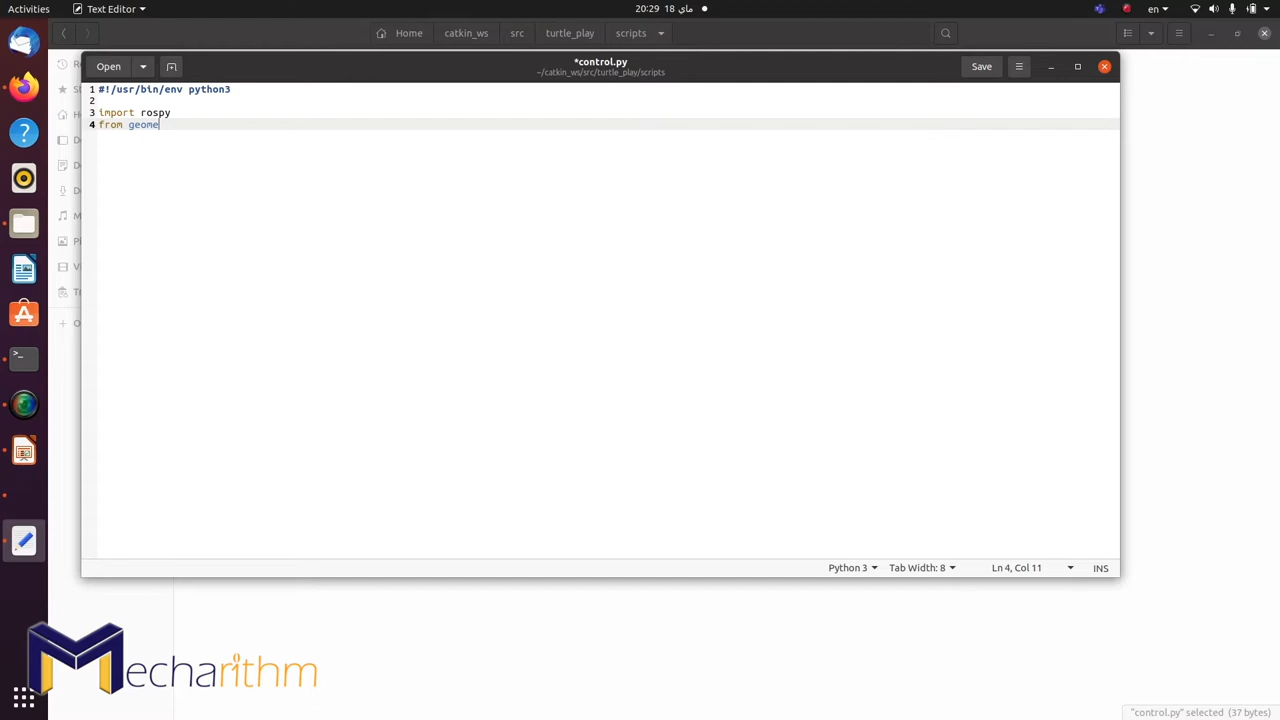 Activities
Text Editor
20:29 18 ماي
en
Home
catkin_ws
src
turtle_play
scripts
Open
*control.py
~/catkin_ws/src/turtle_play/scripts
Save
1 #!/usr/bin/env python3
2
3 import rospy
4 from geome
Python 3
Tab Width: 8
Ln 4, Col 11
INS
Mecharithm
"control.py" selected (37 bytes)